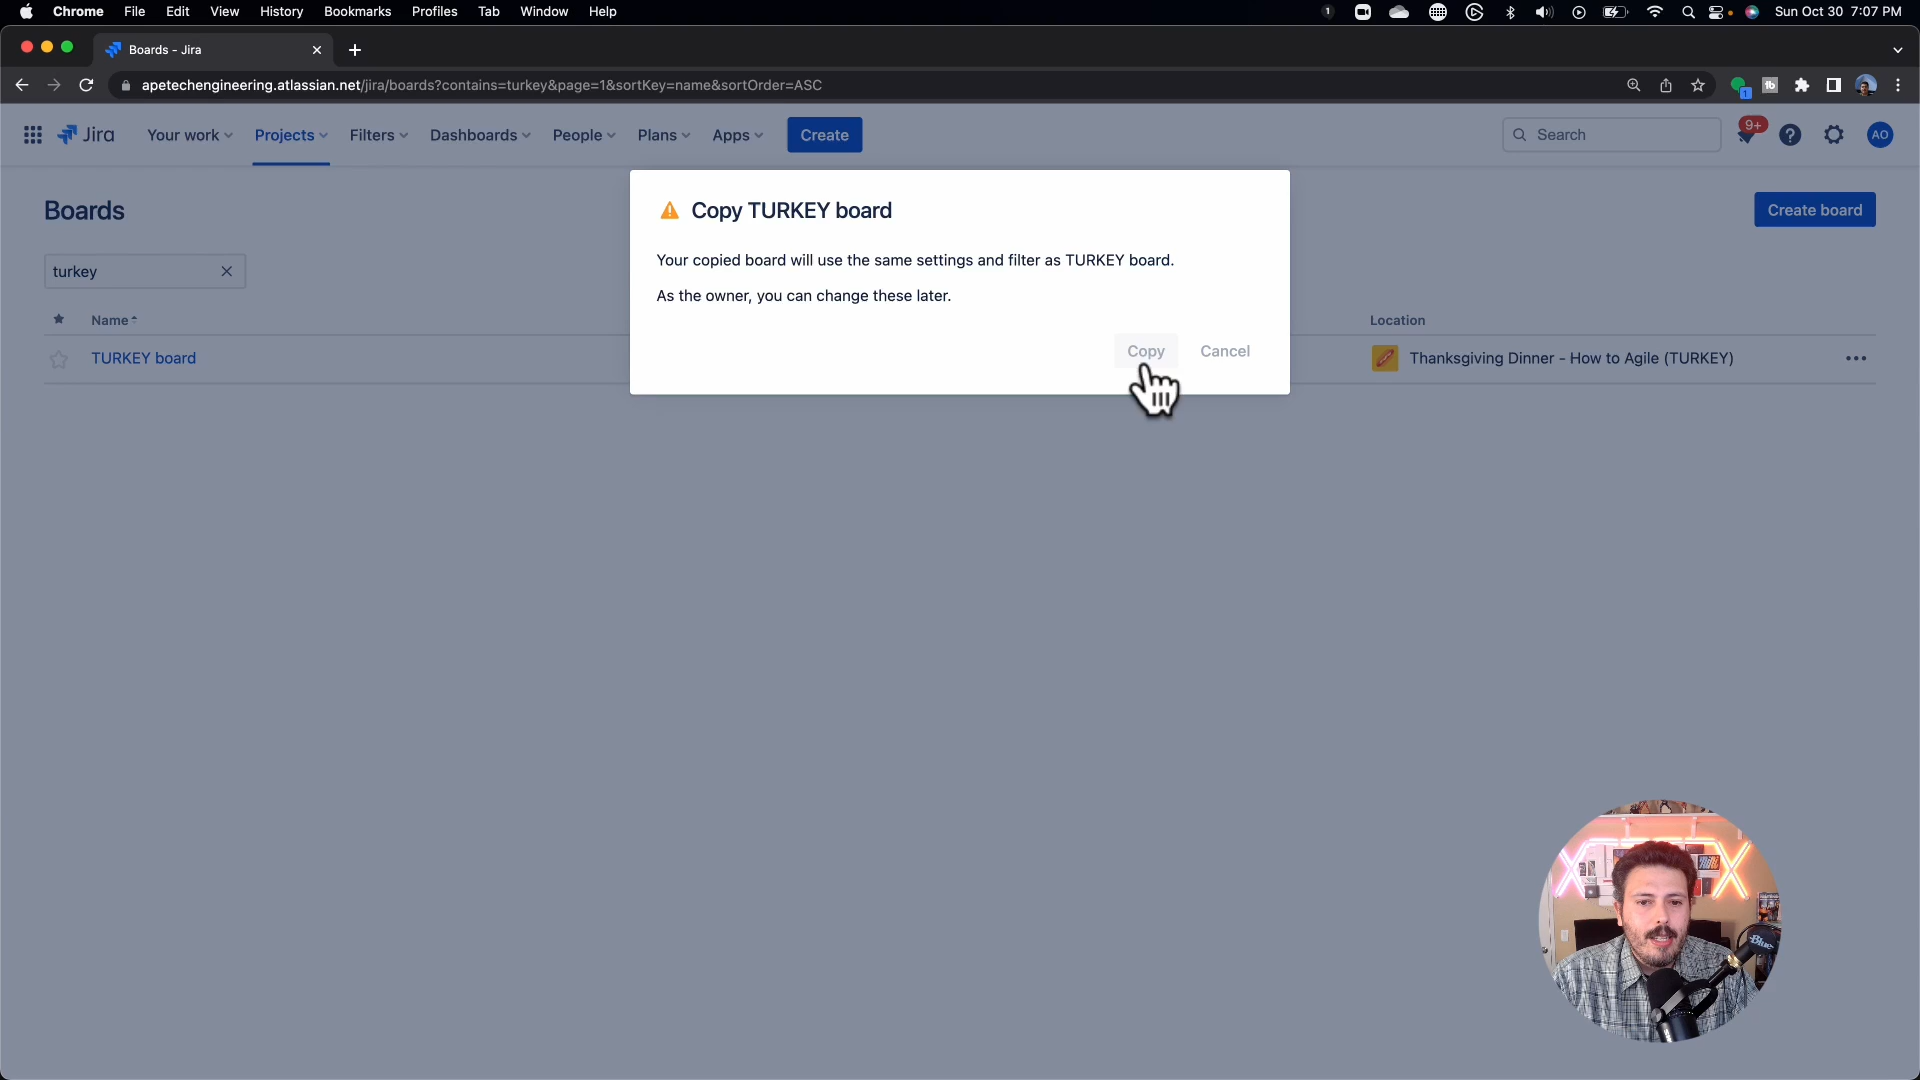 Chrome File Edit View History Bookmarks Profiles Tab Window Help
1
Sun Oct 30 7:07 PM
Boards - Jira
apetechengineering.atlassian.net/jira/boards?contains=turkey&page=1&sortKey=name&sortOrder=ASC
tb
1
Jira
Your work
Projects
Filters
Dashboards
People
Plans
Apps
Create
Search
9+
AO
Boards
Create board
turkey
Name
Location
TURKEY board
Thanksgiving Dinner - How to Agile (TURKEY)
Copy TURKEY board
Your copied board will use the same settings and filter as TURKEY board.
As the owner, you can change these later.
Copy
Cancel
Blue